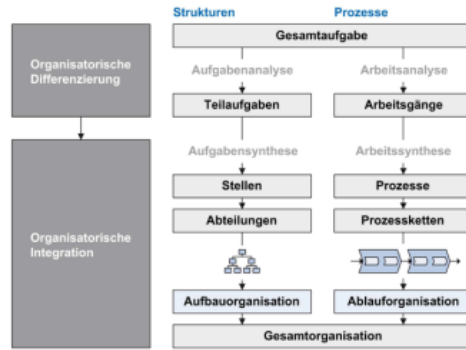 Strukturen
Prozesse
Gesamtaufgabe
Organisatorische
Differenzierung
Aufgabenanalyse
Arbeitsanalyse
Teilaufgaben
Arbeitsgänge
Aufgabensynthese
Arbeitssynthese
Stellen
Prozesse
Abteilungen
Prozessketten
Organisatorische
Integration
Aufbauorganisation
Ablauforganisation
Gesamtorganisation